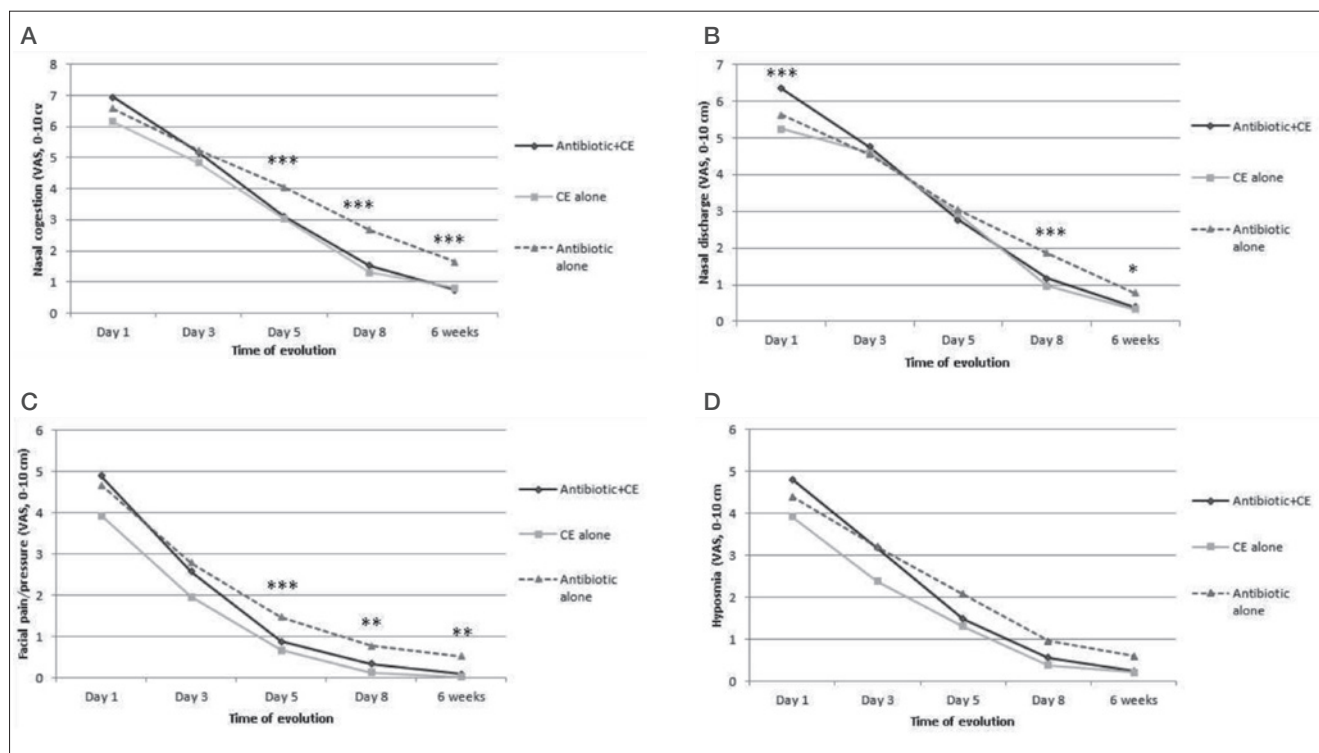 A
Nasal cogestion (VAS, 0-10 cv
8
7
6
5
4
3
2
1
0
***
***
***
Day 1 Day 3 Day 5 Day 8 6 weeks
Time of evolution
Antibiotic+CE
CE alone
Antibiotic
alone
B
Nasal discharge (VAS, 0-10 cm)
7
6
5
4
3
2
1
0
***
***
*
Day 1 Day 3 Day 5 Day 8 6 weeks
Time of evolution
Antibiotic+CE
CE alone
Antibiotic
alone
C
Facial pain/pressure (VAS, 0-10 cm)
6
5
4
3
2
1
0
***
**
**
Day 1 Day 3 Day 5 Day 8 6 weeks
Time of evolution
Antibiotic+CE
CE alone
Antibiotic
alone
D
Hyposmia (VAS, 0-10cm
6
5
4
3
2
1
0
Day 1 Day 3 Day 5 Day 8 6 weeks
Time of evolution
Antibiotic+CE
CE alone
Antibiotic
alone